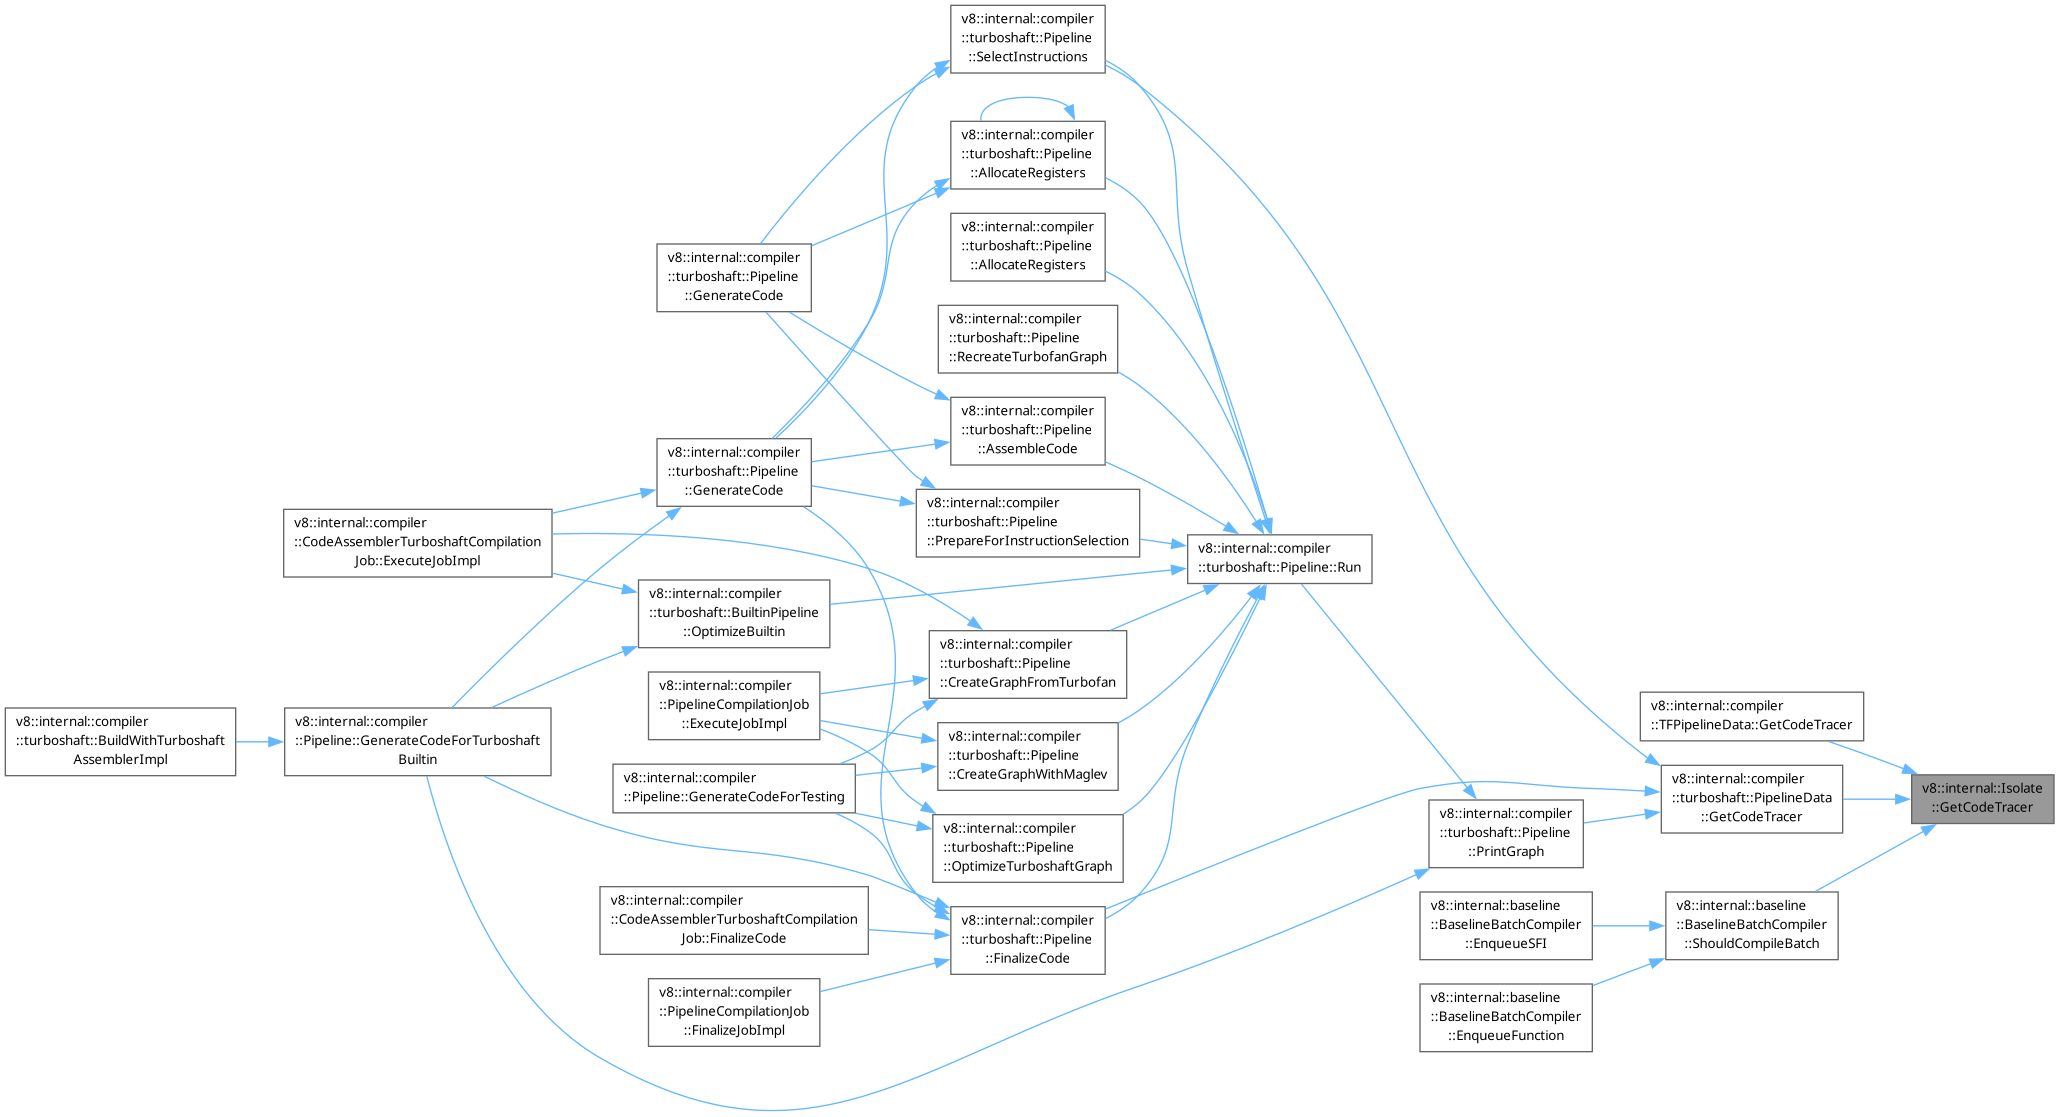 v8::internal::compiler
::turboshaft::Pipeline
::SelectInstructions
v8::internal::compiler
::turboshaft::Pipeline
::AllocateRegisters
v8::internal::compiler
::turboshaft::Pipeline
::AllocateRegisters
v8::internal::compiler
::turboshaft::Pipeline
::GenerateCode
v8::internal::compiler
::turboshaft::Pipeline
::RecreateTurbofanGraph
v8::internal::compiler
::turboshaft::Pipeline
::AssembleCode
v8::internal::compiler
::turboshaft::Pipeline
::GenerateCode
v8::internal::compiler
::turboshaft::Pipeline
::PrepareForInstructionSelection
v8::internal::compiler
::CodeAssemblerTurboshaftCompilation
Job::ExecuteJobImpl
v8::internal::compiler
::turboshaft::Pipeline::Run
v8::internal::compiler
::turboshaft::BuiltinPipeline
::OptimizeBuiltin
v8::internal::compiler
::turboshaft::Pipeline
::CreateGraphFromTurbofan
v8::internal::compiler
::PipelineCompilationJob
::ExecuteJobImpl
v8::internal::compiler
::TFPipelineData::GetCodeTracer
v8::internal::compiler
::turboshaft::BuildWithTurboshaft
AssemblerImpl
v8::internal::compiler
::Pipeline::GenerateCodeForTurboshaft
Builtin
v8::internal::compiler
::turboshaft::Pipeline
::CreateGraphWithMaglev
v8::internal::compiler
::Pipeline::GenerateCodeForTesting
v8::internal::compiler
::turboshaft::PipelineData
::GetCodeTracer
v8::internal::Isolate
::GetCodeTracer
v8::internal::compiler
::turboshaft::Pipeline
::PrintGraph
v8::internal::compiler
::turboshaft::Pipeline
::OptimizeTurboshaftGraph
v8::internal::compiler
::CodeAssemblerTurboshaftCompilation
Job::FinalizeCode
v8::internal::baseline
::BaselineBatchCompiler
::EnqueueSFI
v8::internal::baseline
::BaselineBatchCompiler
::ShouldCompileBatch
v8::internal::compiler
::turboshaft::Pipeline
::FinalizeCode
v8::internal::compiler
::PipelineCompilationJob
::FinalizeJobImpl
v8::internal::baseline
::BaselineBatchCompiler
::EnqueueFunction